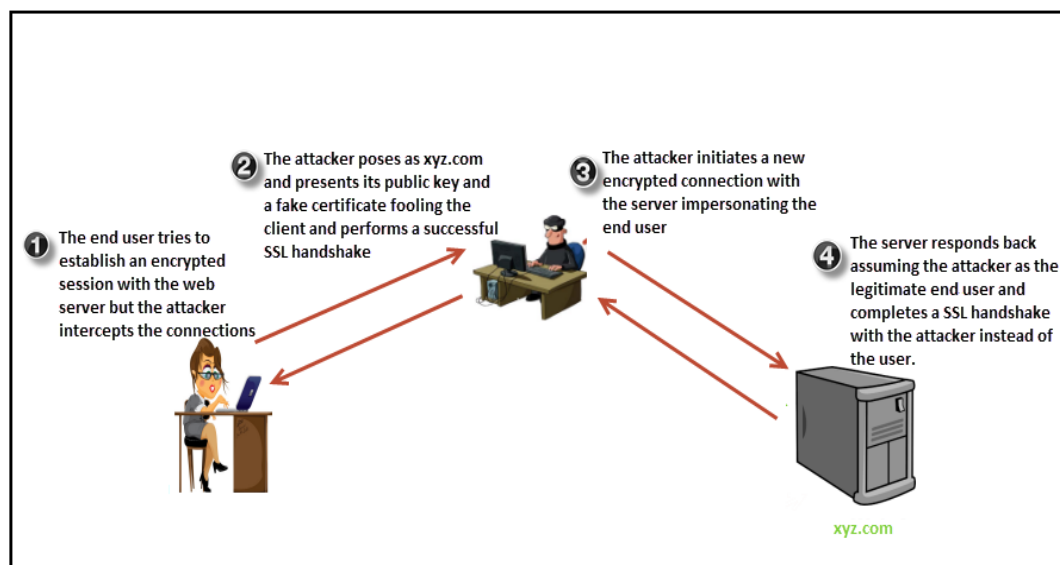 1
The end user tries to
establish an encrypted
session with the web
server but the attacker
intercepts the connections
2
The attacker poses as xyz.com
and presents its public key and
a fake certificate fooling the
client and performs a successful
SSL handshake
3
The attacker initiates a new
encrypted connection with
the server impersonating the
end user
4
The server responds back
assuming the attacker as the
legitimate end user and
completes a SSL handshake
with the attacker instead of
the user.
xyz.com